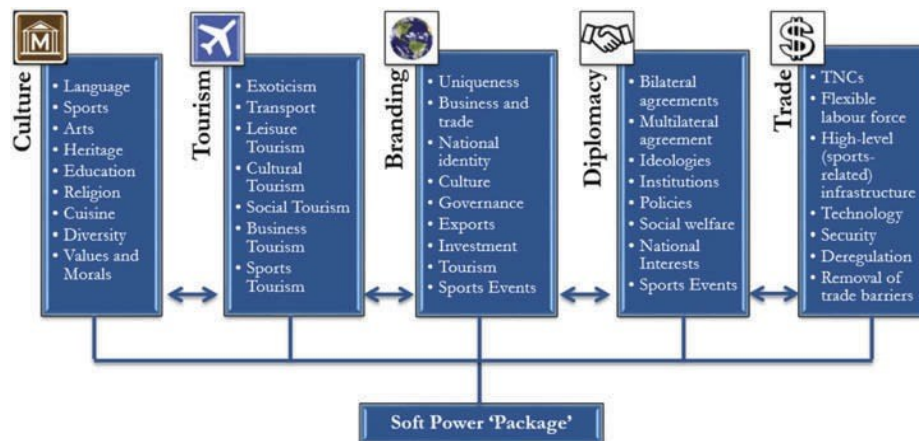 M
Culture
• Language
• Sports
• Arts
• Heritage
• Education
• Religion
• Cuisine
• Diversity
• Values and
Morals
Tourism
• Exoticism
• Transport
• Leisure
Tourism
• Cultural
Tourism
• Social Tourism
• Business
Tourism
• Sports
Tourism
Branding
• Uniqueness
• Business and
trade
• National
identity
• Culture
• Governance
• Exports
• Investment
• Tourism
• Sports Events
Diplomacy
• Bilateral
agreements
• Multilateral
agreement
• Ideologies
• Institutions
• Policies
• Social welfare
• National
Interests
• Sports Events
$
Trade
• TNCs
• Flexible
labour force
• High-level
(sports-
related)
infrastructure
• Technology
• Security
• Deregulation
• Removal of
trade barriers
Soft Power ‘Package’